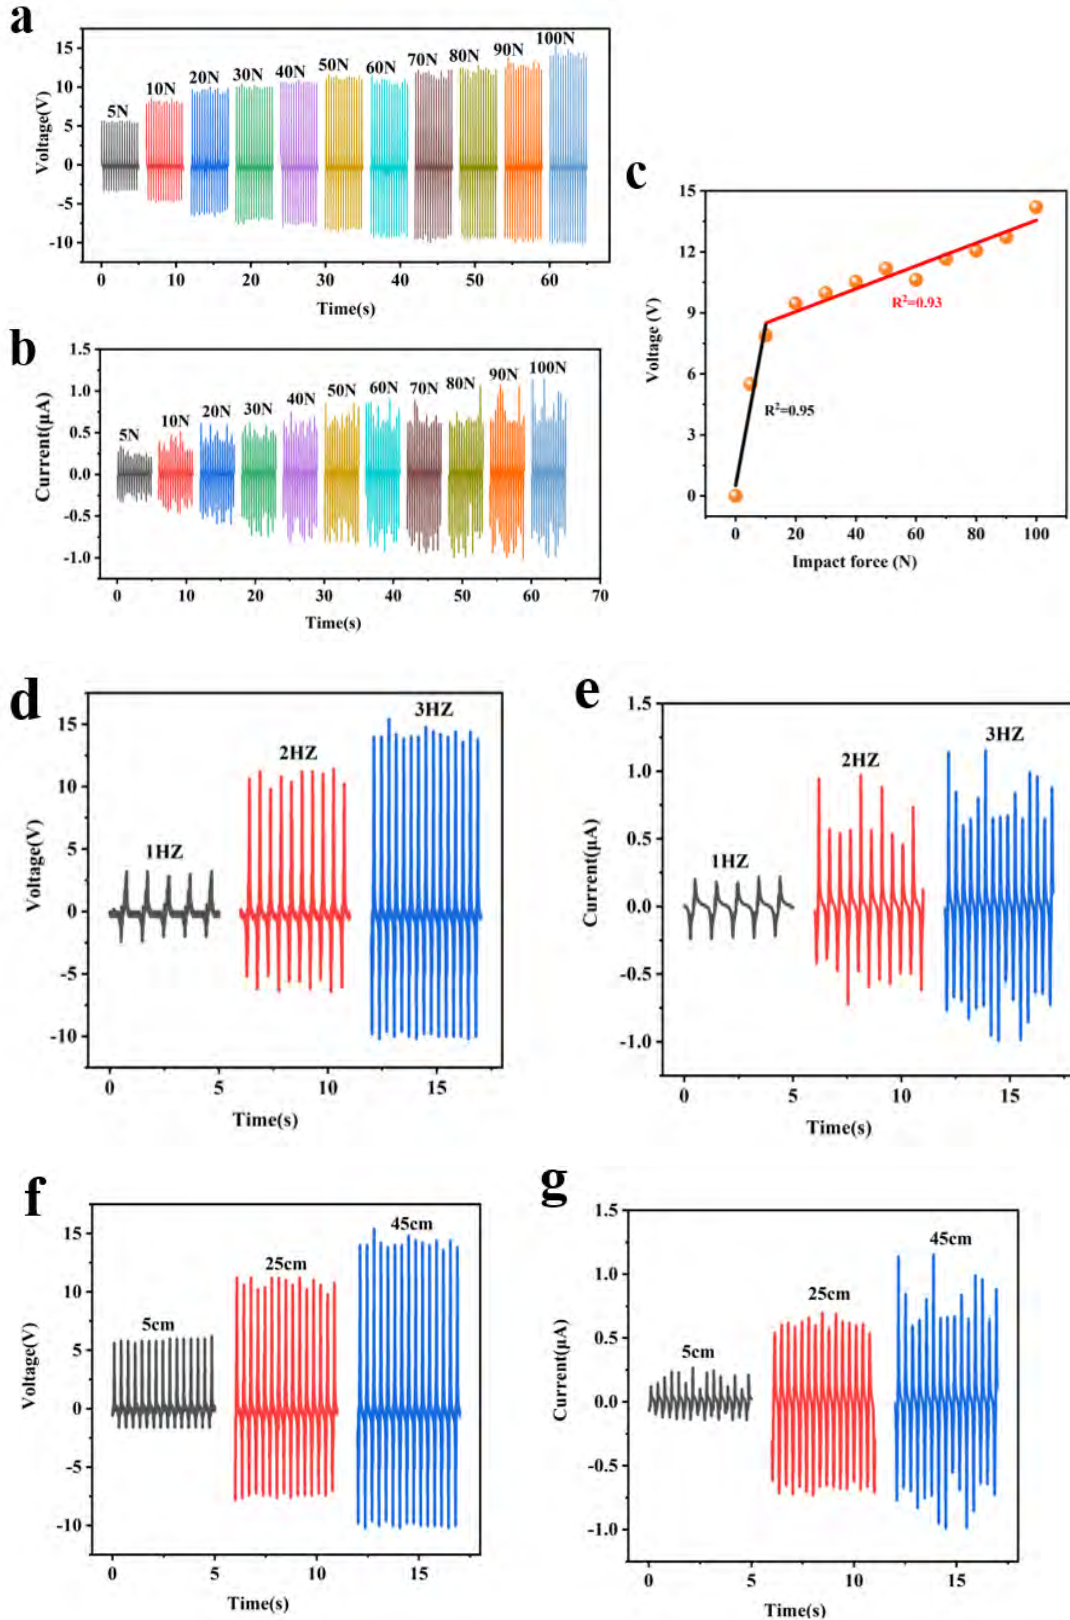 a
5N 10N 20N 30N 40N 50N 60N 70N 80N 90N 100N
Voltage(V)
15
10
5
0
-5
-10
0 10 20 30 40 50 60
Time(s)
b
5N 10N 20N 30N 40N 50N 60N 70N 80N 90N 100N
Current(μA)
1.5
1.0
0.5
0.0
-0.5
-1.0
0 10 20 30 40 50 60 70
Time(s)
c
Voltage (V)
15
12
9
6
3
0
R²=0.93
R²=0.95
0 20 40 60 80 100
Impact force (N)
d
1HZ 2HZ 3HZ
Voltage(V)
15
10
5
0
-5
-10
0 5 10 15
Time(s)
e
1HZ 2HZ 3HZ
Current(μA)
1.5
1.0
0.5
0.0
-0.5
-1.0
0 5 10 15
Time(s)
f
5cm 25cm 45cm
Voltage(V)
15
10
5
0
-5
-10
0 5 10 15
Time(s)
g
5cm 25cm 45cm
Current(μA)
1.5
1.0
0.5
0.0
-0.5
-1.0
0 5 10 15
Time(s)